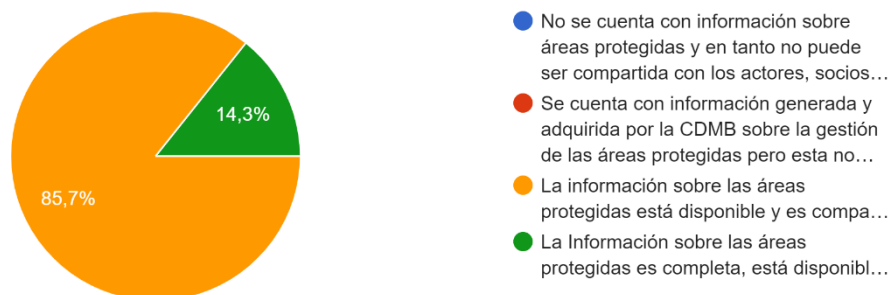 14,3%
85,7%
No se cuenta con información sobre
áreas protegidas y en tanto no puede
ser compartida con los actores, socios…
Se cuenta con información generada y
adquirida por la CDMB sobre la gestión
de las áreas protegidas pero esta no…
La información sobre las áreas
protegidas está disponible y es compa…
La Información sobre las áreas
protegidas es completa, está disponibl…